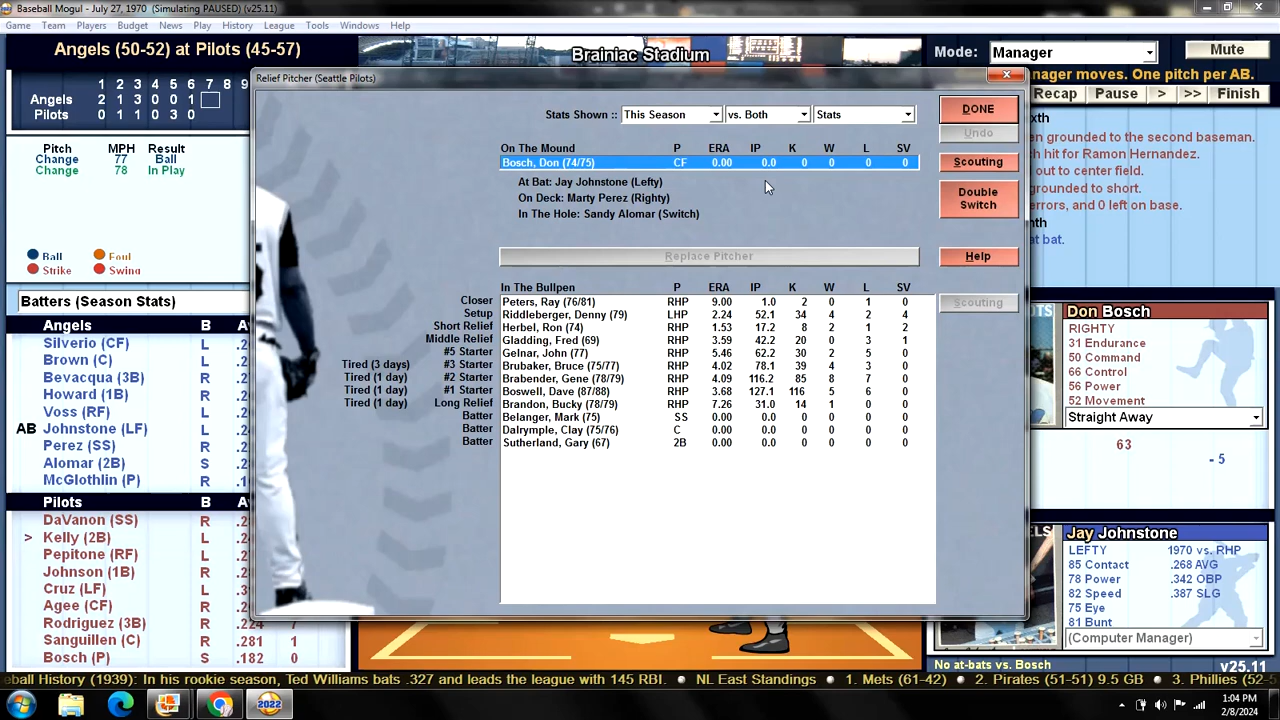 Baseball Mogul - July 27, 1970 (Simulating PAUSED) (v25.11)
Game Team Players Budget News Play History League Tools Windows Help
Angels (50-52) at Pilots (45-57)
1 2 3 4 5 6 7 8 9
Angels 2 1 3 0 0 1
Pilots 0 1 1 0 3 0
Pitch MPH Result
Change 77 Ball
Change 78 In Play
Ball Foul
Strike Swing
Batters (Season Stats)
Angels B
Silverio (CF) L
Brown (C) L
Bevacqua (3B) R
Howard (1B) R
Voss (RF) L
AB Johnstone (LF) L
Perez (SS) R
Alomar (2B) S
McGlothlin (P) R
Pilots B
DaVanon (SS) R
> Kelly (2B) L
Pepitone (RF) L
Johnson (1B) R
Cruz (LF) L
Agee (CF) R
Rodriguez (3B) R .224 7
Sanguillen (C) R .281 1
Bosch (P) S .182 0
Brainiac Stadium
Mode: Manager
Mute
nager moves. One pitch per AB.
Recap Pause > >> Finish
Relief Pitcher (Seattle Pilots)
Stats Shown :: This Season vs. Both Stats
DONE
Undo
Scouting
Double
Switch
Help
Scouting
On The Mound P ERA IP K W L SV
Bosch, Don (74/75) CF 0.00 0.0 0 0 0 0
At Bat: Jay Johnstone (Lefty)
On Deck: Marty Perez (Righty)
In The Hole: Sandy Alomar (Switch)
Replace Pitcher
In The Bullpen P ERA IP K W L SV
Closer Peters, Ray (76/81) RHP 9.00 1.0 2 0 1 0
Setup Riddleberger, Denny (79) LHP 2.24 52.1 34 4 2 4
Short Relief Herbel, Ron (74) RHP 1.53 17.2 8 2 1 2
Middle Relief Gladding, Fred (69) RHP 3.59 42.2 20 0 3 1
#5 Starter Gelnar, John (77) RHP 5.46 62.2 30 2 5 0
Tired (3 days) #3 Starter Brubaker, Bruce (75/77) RHP 4.02 78.1 39 4 3 0
Tired (1 day) #2 Starter Brabender, Gene (78/79) RHP 4.09 116.2 85 8 7 0
Tired (1 day) #1 Starter Boswell, Dave (87/88) RHP 3.68 127.1 116 5 6 0
Tired (1 day) Long Relief Brandon, Bucky (78/79) RHP 7.26 31.0 14 1 0 0
Batter Belanger, Mark (75) SS 0.00 0.0 0 0 0 0
Batter Dalrymple, Clay (75/76) C 0.00 0.0 0 0 0 0
Batter Sutherland, Gary (67) 2B 0.00 0.0 0 0 0 0
xth
en grounded to the second baseman.
ch hit for Ramon Hernandez.
out to center field.
grounded to short.
errors, and 0 left on base.
nth
at bat.
Don Bosch
RIGHTY
31 Endurance
50 Command
66 Control
56 Power
52 Movement
Straight Away
63
- 5
Jay Johnstone
LEFTY 1970 vs. RHP
85 Contact .268 AVG
78 Power .342 OBP
82 Speed .387 SLG
75 Eye
81 Bunt
(Computer Manager)
No at-bats vs. Bosch v25.11
eball History (1939): In his rookie season, Ted Williams bats .327 and leads the league with 145 RBI. NL East Standings 1. Mets (61-42) 2. Pirates (51-51) 9.5 GB 3. Phillies (52-5
2022
1:04 PM
2/8/2024